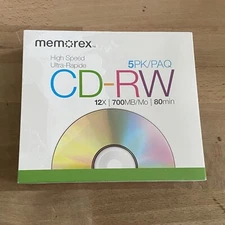 memorex
High Speed
Ultra-Rapide
5PK/PAQ
CD-RW
12X | 700MB/Mo | 80min